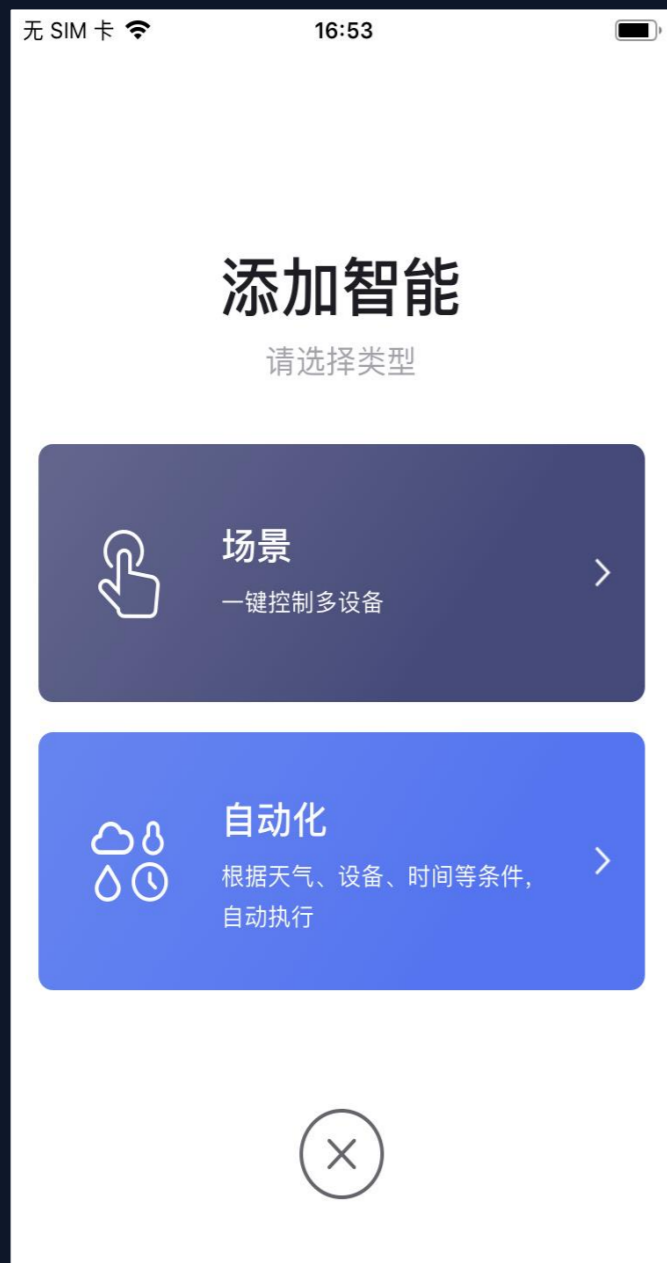 无 SIM 卡
16:53
添加智能
请选择类型
场景
一键控制多设备
自动化
根据天气、设备、时间等条件,
自动执行